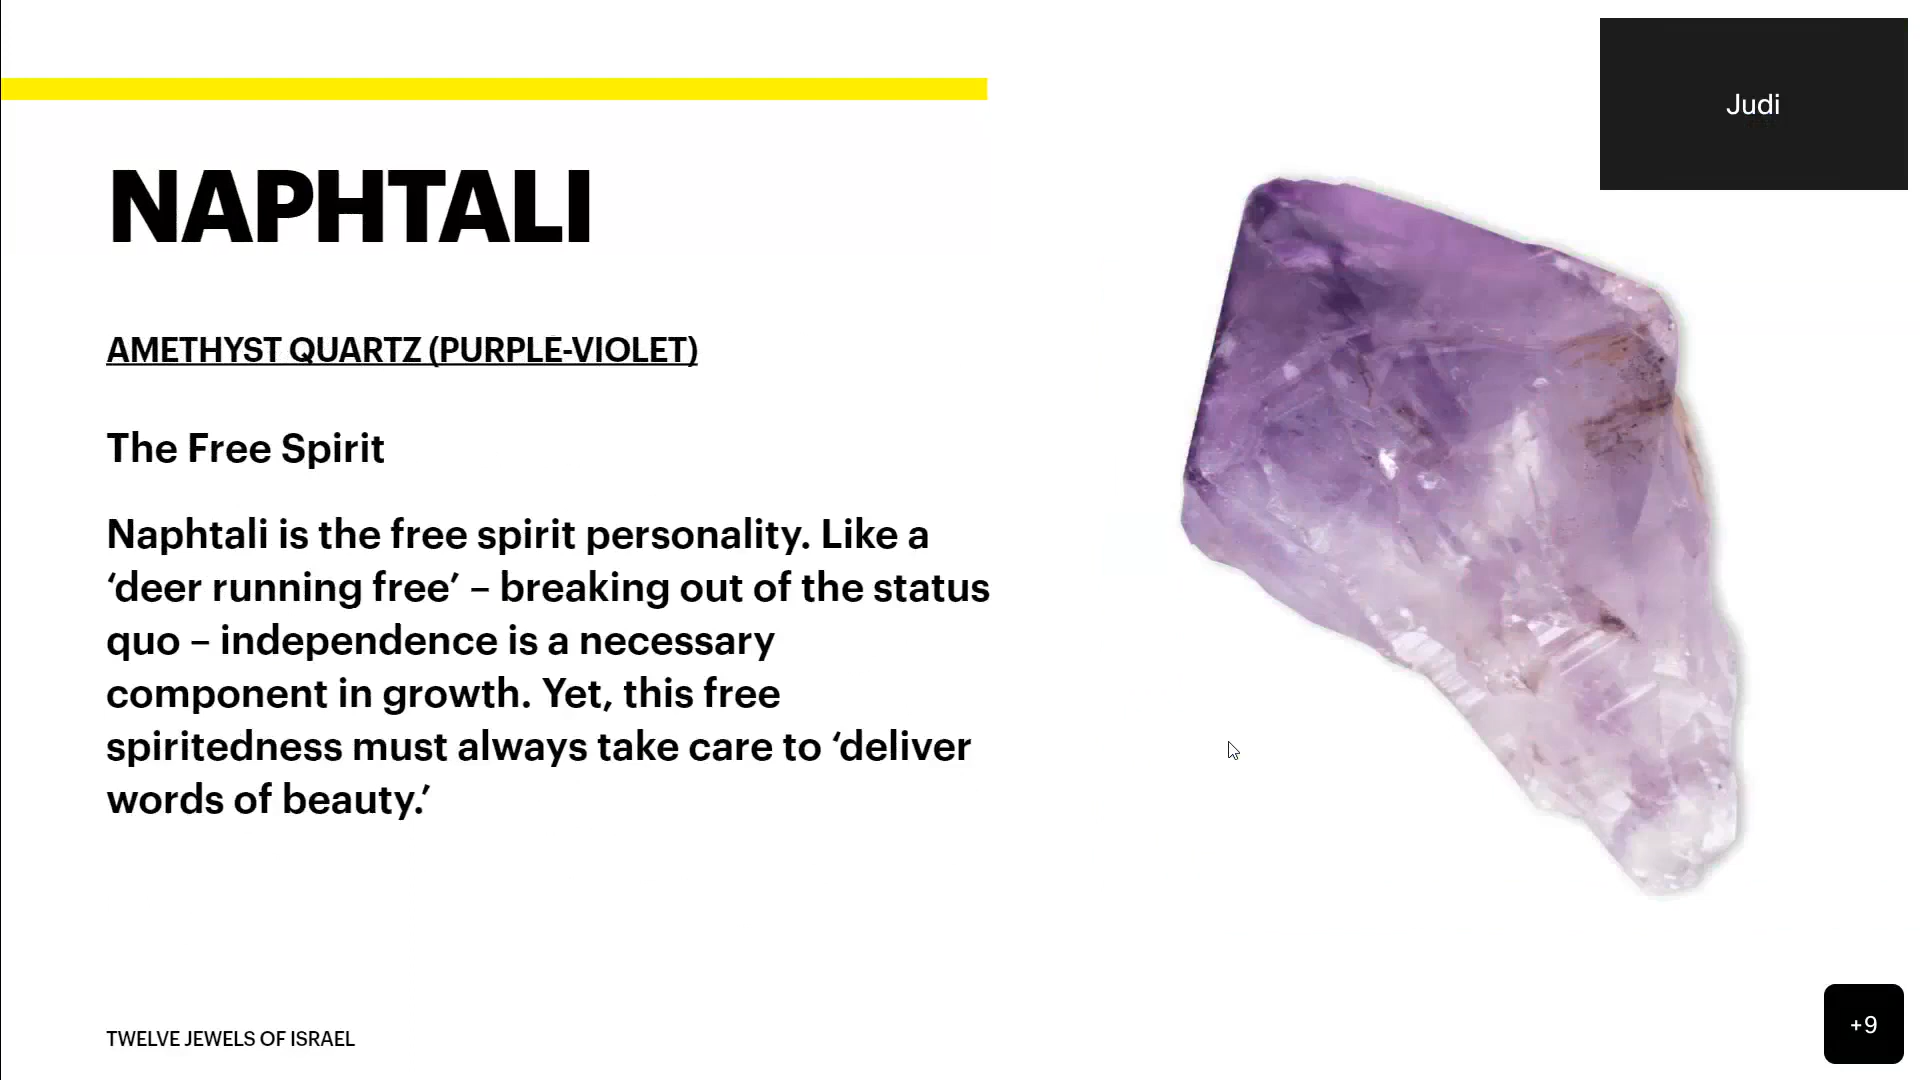 Judi
NAPHTALI
AMETHYST QUARTZ (PURPLE-VIOLET)
The Free Spirit
Naphtali is the free spirit personality. Like a
‘deer running free’ – breaking out of the status
quo – independence is a necessary
component in growth. Yet, this free
spiritedness must always take care to ‘deliver
words of beauty.’
TWELVE JEWELS OF ISRAEL
+9